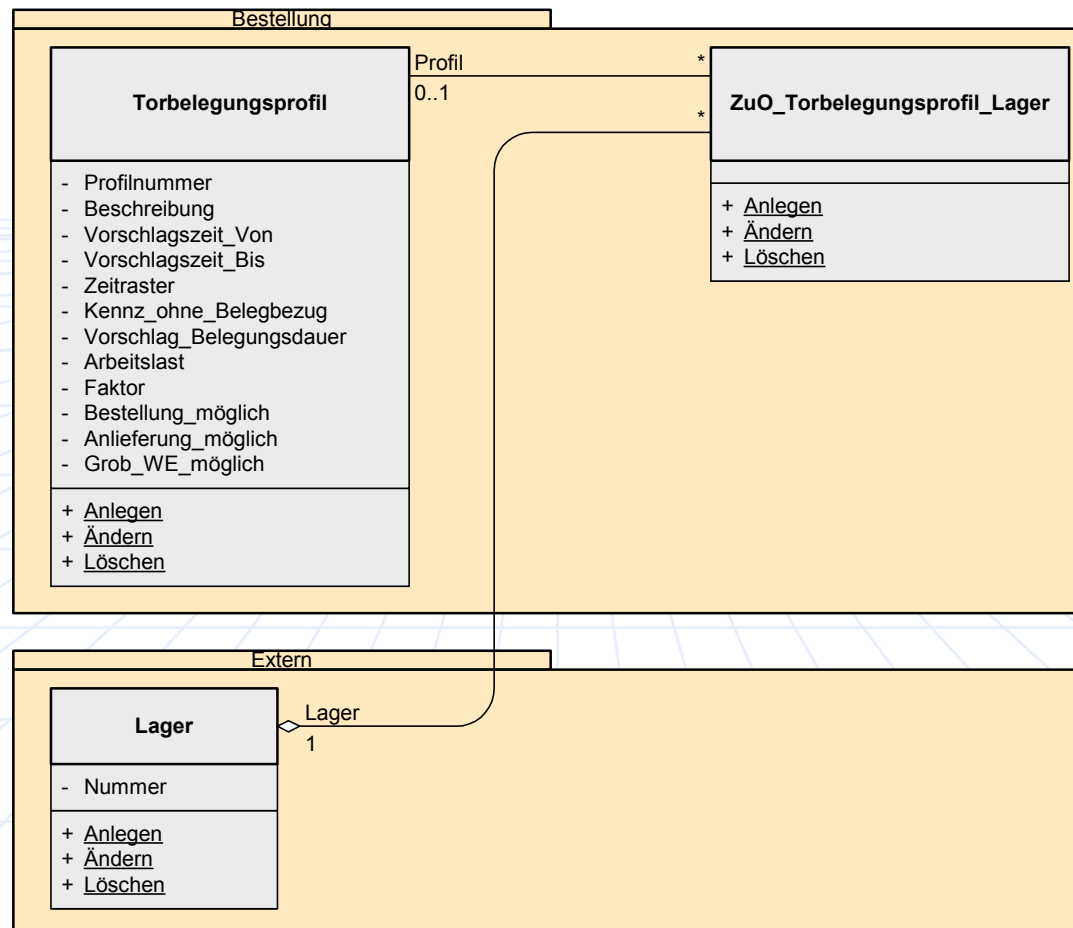 Bestellung
Torbelegungsprofil
- Profilnummer
- Beschreibung
- Vorschlagszeit_Von
- Vorschlagszeit_Bis
- Zeitraster
- Kennz_ohne_Belegbezug
- Vorschlag_Belegungsdauer
- Arbeitslast
- Faktor
- Bestellung_möglich
- Anlieferung_möglich
- Grob_WE_möglich
+ Anlegen
+ Ändern
+ Löschen
Profil
0..1
*
*
ZuO_Torbelegungsprofil_Lager
+ Anlegen
+ Ändern
+ Löschen
Extern
Lager
- Nummer
+ Anlegen
+ Ändern
+ Löschen
Lager
1